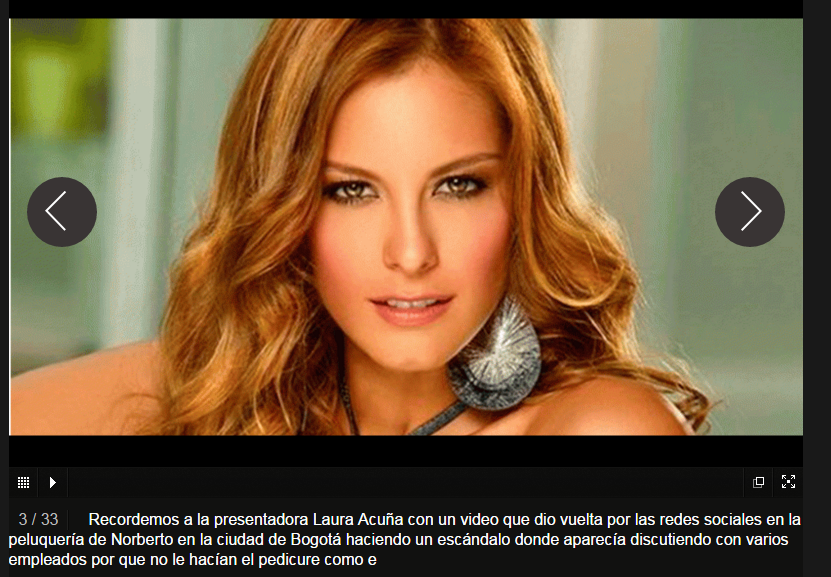 3 / 33 Recordemos a la presentadora Laura Acuña con un video que dio vuelta por las redes sociales en la
peluquería de Norberto en la ciudad de Bogotá haciendo un escándalo donde aparecía discutiendo con varios
empleados por que no le hacían el pedicure como e